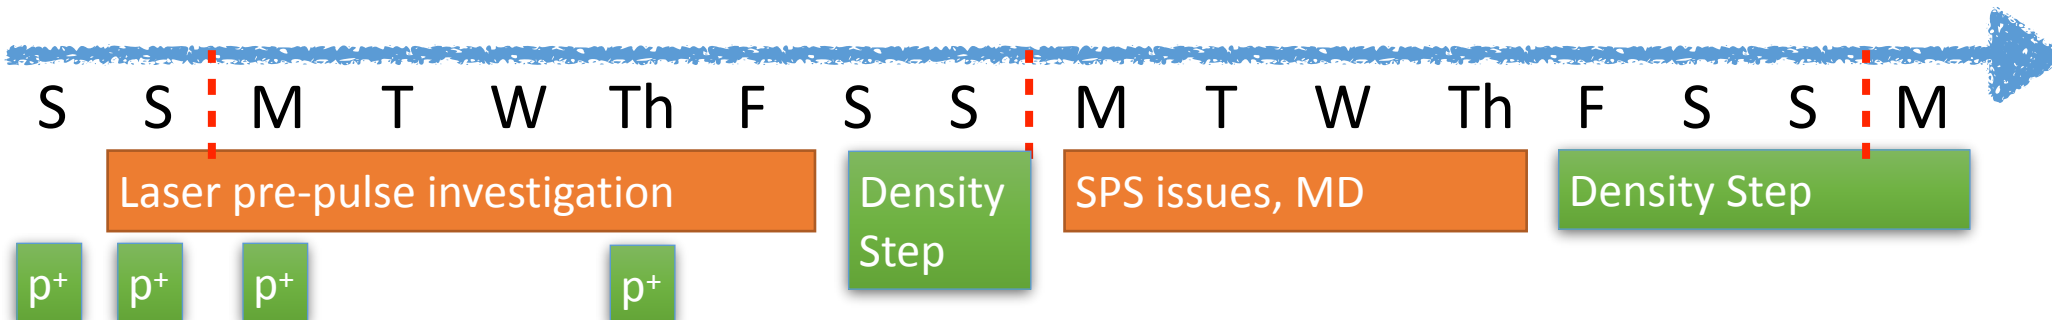 S S M T W Th F S S M T W Th F S S M
Laser pre-pulse investigation
Density
Step
SPS issues, MD
Density Step
p⁺ p⁺ p⁺ p⁺